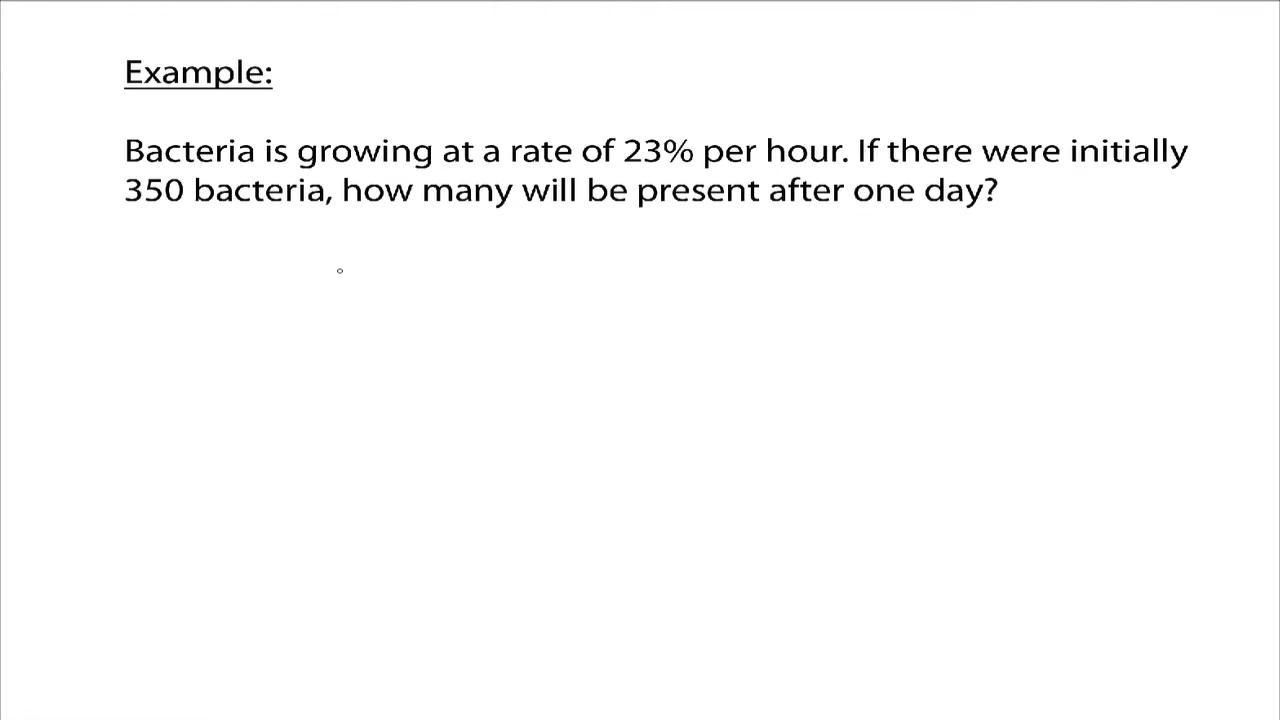 Example:
Bacteria is growing at a rate of 23% per hour. If there were initially
350 bacteria, how many will be present after one day?